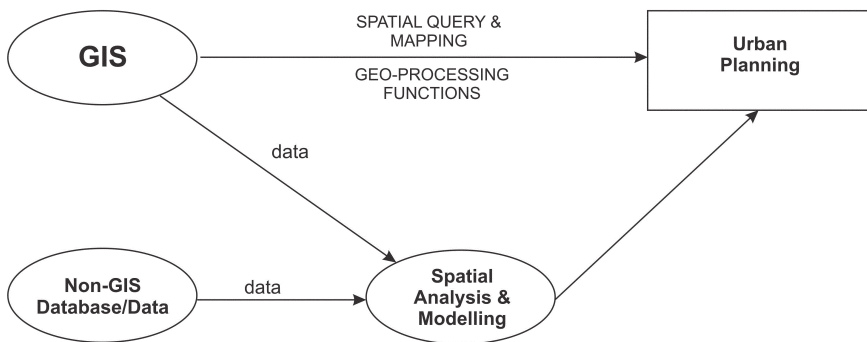 GIS
SPATIAL QUERY &
MAPPING
GEO-PROCESSING
FUNCTIONS
Urban
Planning
data
Non-GIS
Database/Data
data
Spatial
Analysis &
Modelling